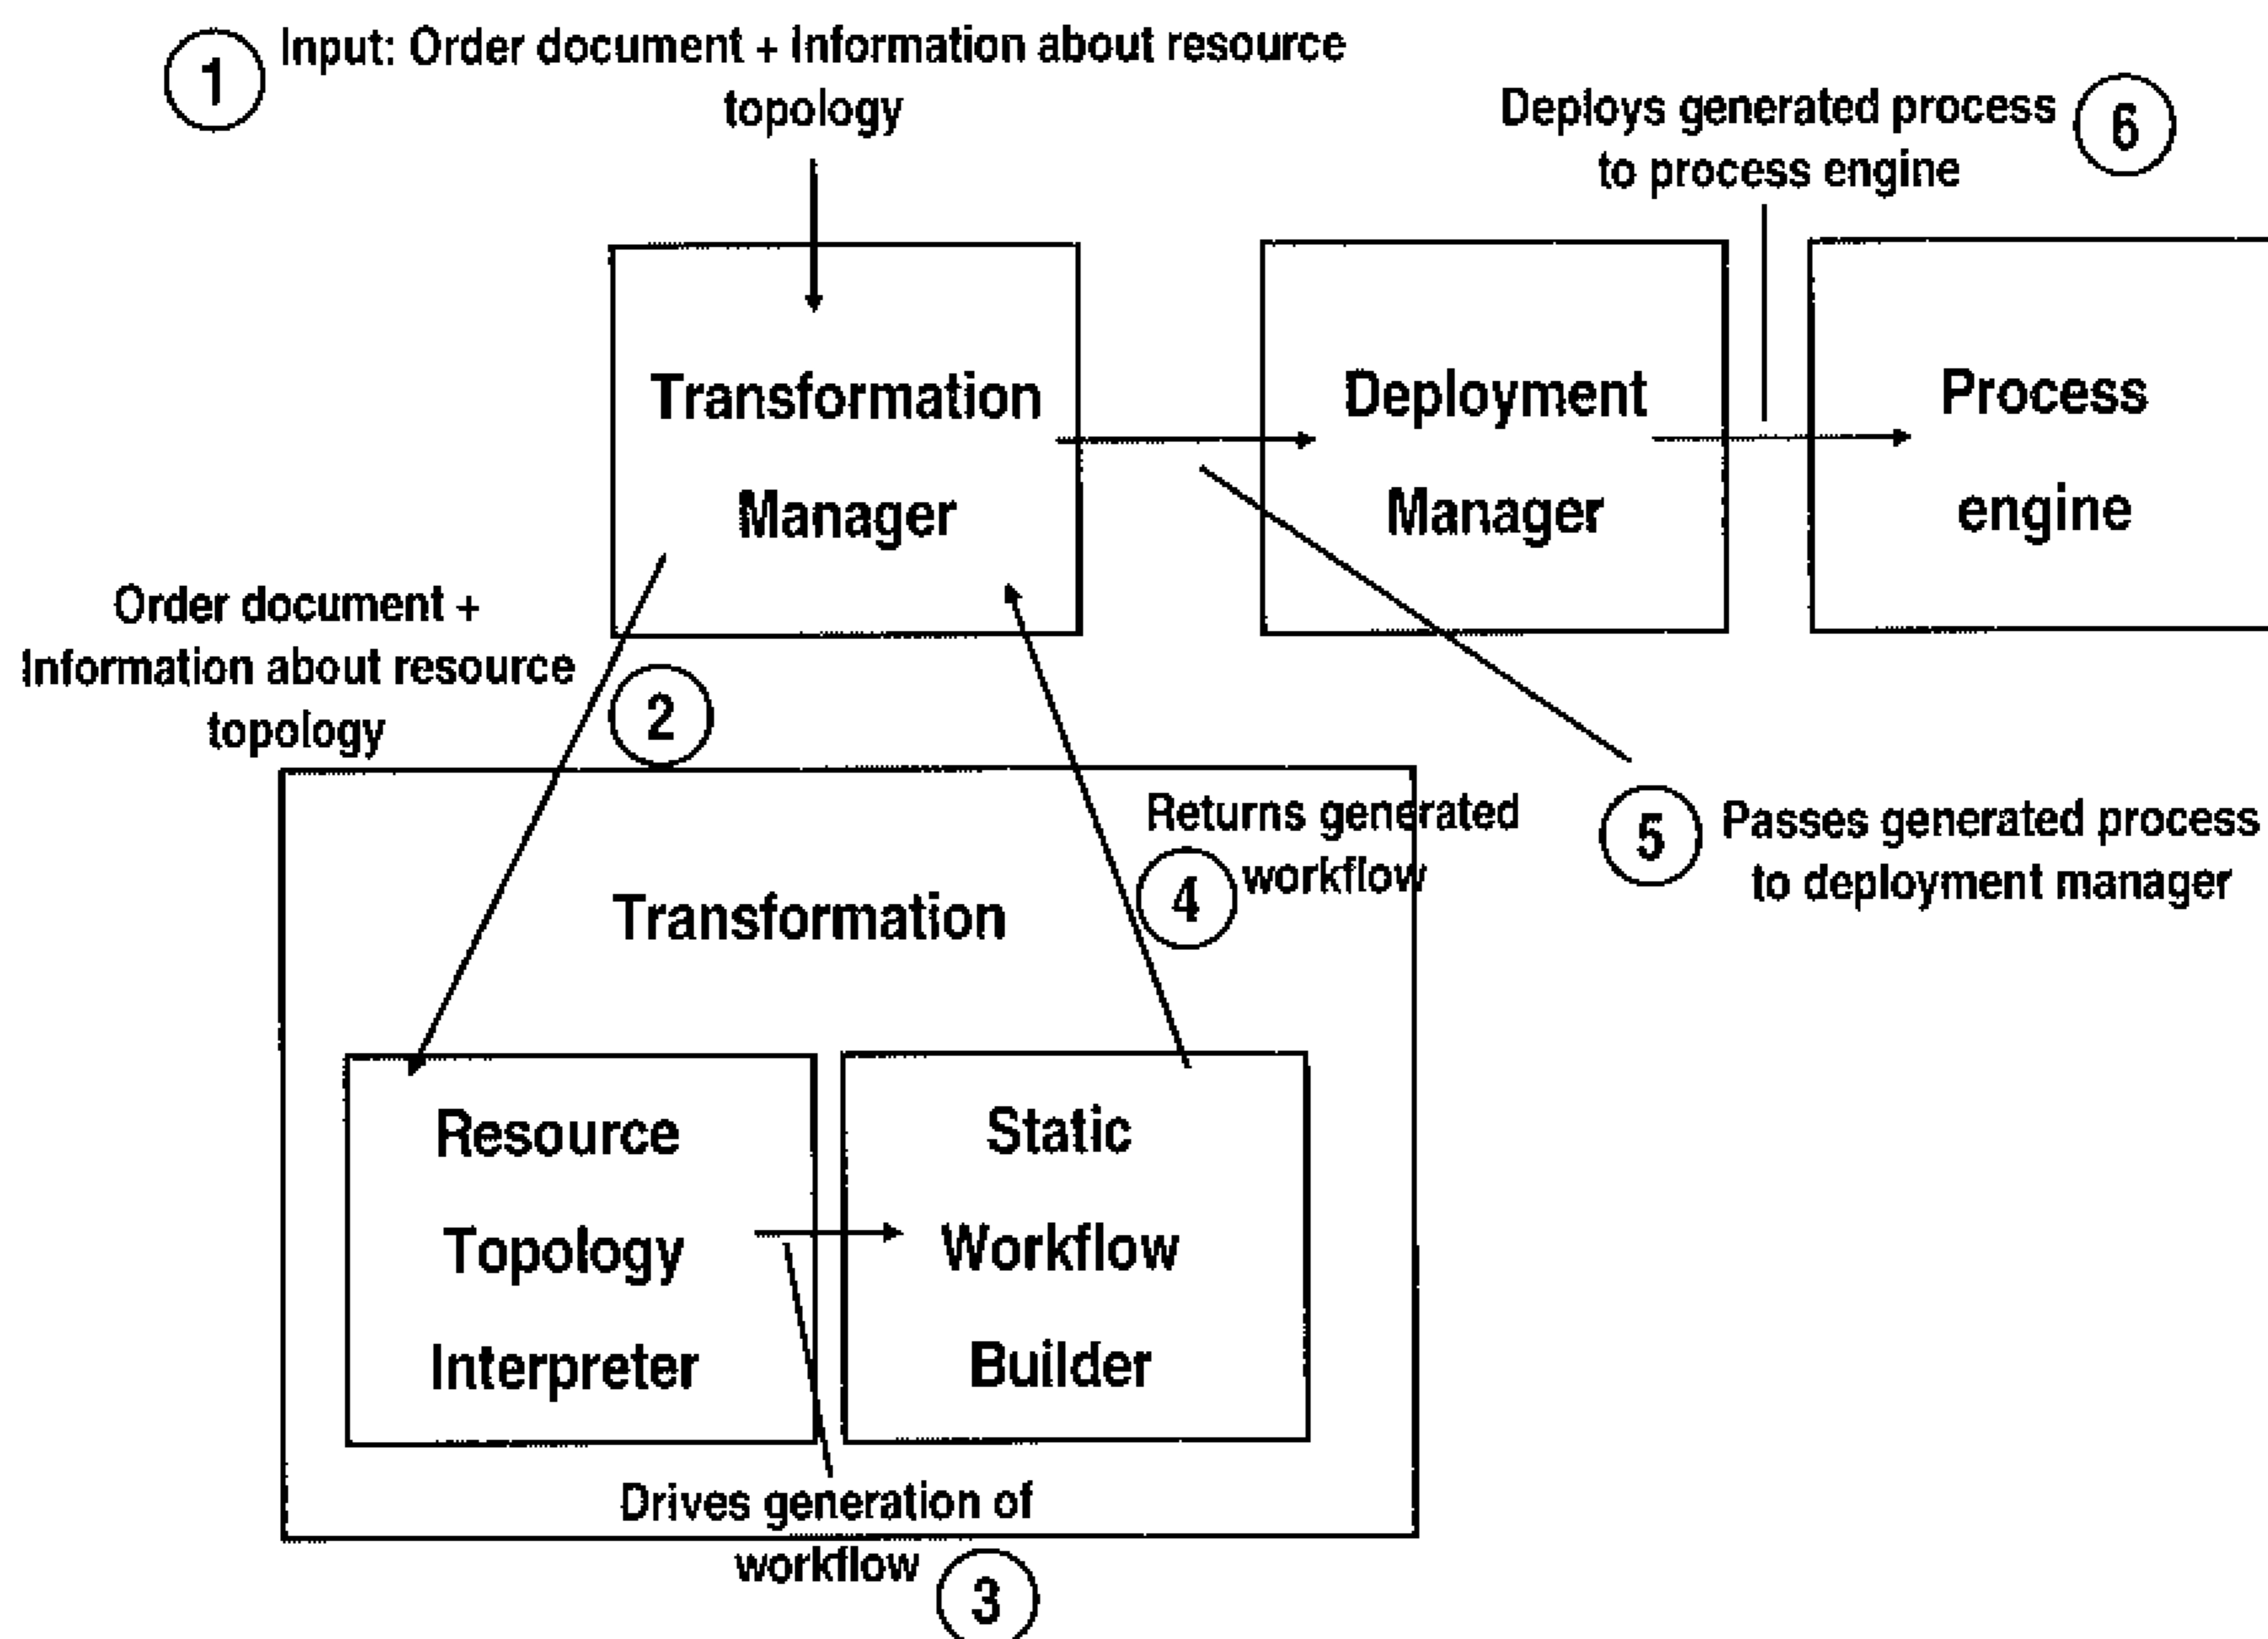 1
Input: Order document + Information about resource
topology
Deploys generated process
to process engine
6
Transformation
Manager
Deployment
Manager
Process
engine
Order document +
Information about resource
topology
2
Returns generated
workflow
4
5
Passes generated process
to deployment manager
Transformation
Resource
Topology
Interpreter
Static
Workflow
Builder
Drives generation of
workflow
3